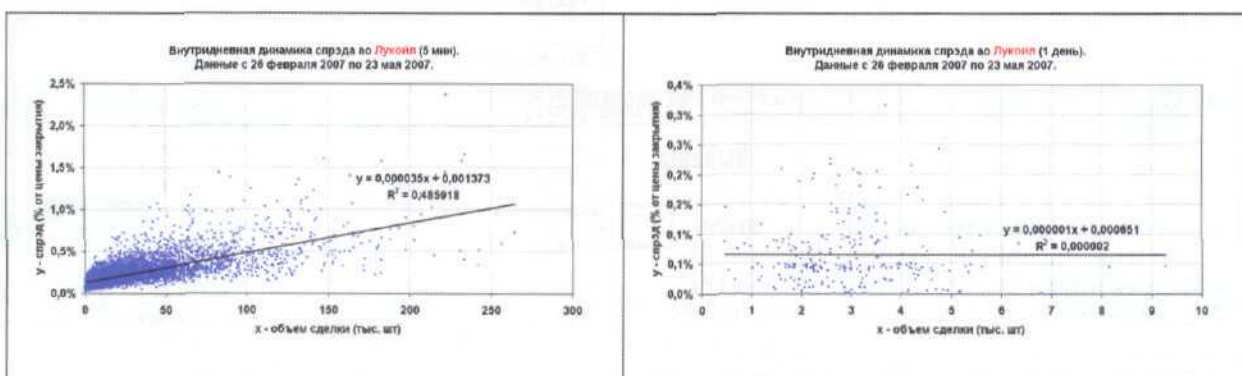 Внутридневная динамика спрэда ао Лукойл (5 мин).
Данные с 26 февраля 2007 по 23 мая 2007.
y - спрэд (% от цены закрытия)
2,5%
2,0%
1,5%
1,0%
0,5%
0,0%
y = 0,000035x + 0,001373
R² = 0,485918
0 50 100 150 200 250 300
x - объем сделки (тыс. шт)
Внутридневная динамика спрэда ао Лукойл (1 день).
Данные с 26 февраля 2007 по 23 мая 2007.
y - спрэд (% от цены закрытия)
0,4%
0,3%
0,3%
0,2%
0,2%
0,1%
0,1%
0,0%
y = 0,000001x + 0,000651
R² = 0,000002
0 1 2 3 4 5 6 7 8 9 10
x - объем сделки (тыс. шт)